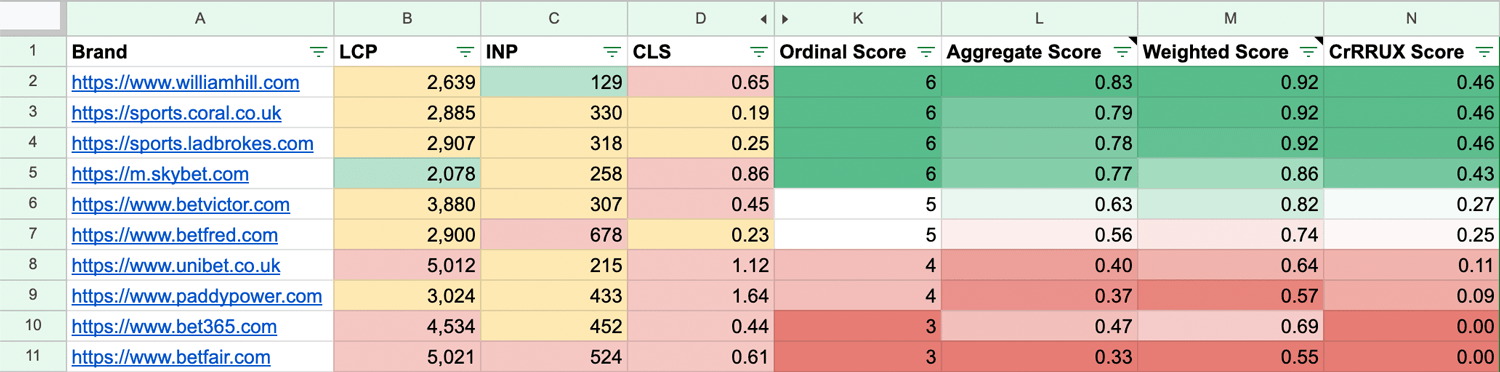 A B C D K L M N
1 Brand LCP INP CLS Ordinal Score Aggregate Score Weighted Score CrRRUX Score
2 https://www.williamhill.com 2,639 129 0.65 6 0.83 0.92 0.46
3 https://sports.coral.co.uk 2,885 330 0.19 6 0.79 0.92 0.46
4 https://sports.ladbrokes.com 2,907 318 0.25 6 0.78 0.92 0.46
5 https://m.skybet.com 2,078 258 0.86 6 0.77 0.86 0.43
6 https://www.betvictor.com 3,880 307 0.45 5 0.63 0.82 0.27
7 https://www.betfred.com 2,900 678 0.23 5 0.56 0.74 0.25
8 https://www.unibet.co.uk 5,012 215 1.12 4 0.40 0.64 0.11
9 https://www.paddypower.com 3,024 433 1.64 4 0.37 0.57 0.09
10 https://www.bet365.com 4,534 452 0.44 3 0.47 0.69 0.00
11 https://www.betfair.com 5,021 524 0.61 3 0.33 0.55 0.00